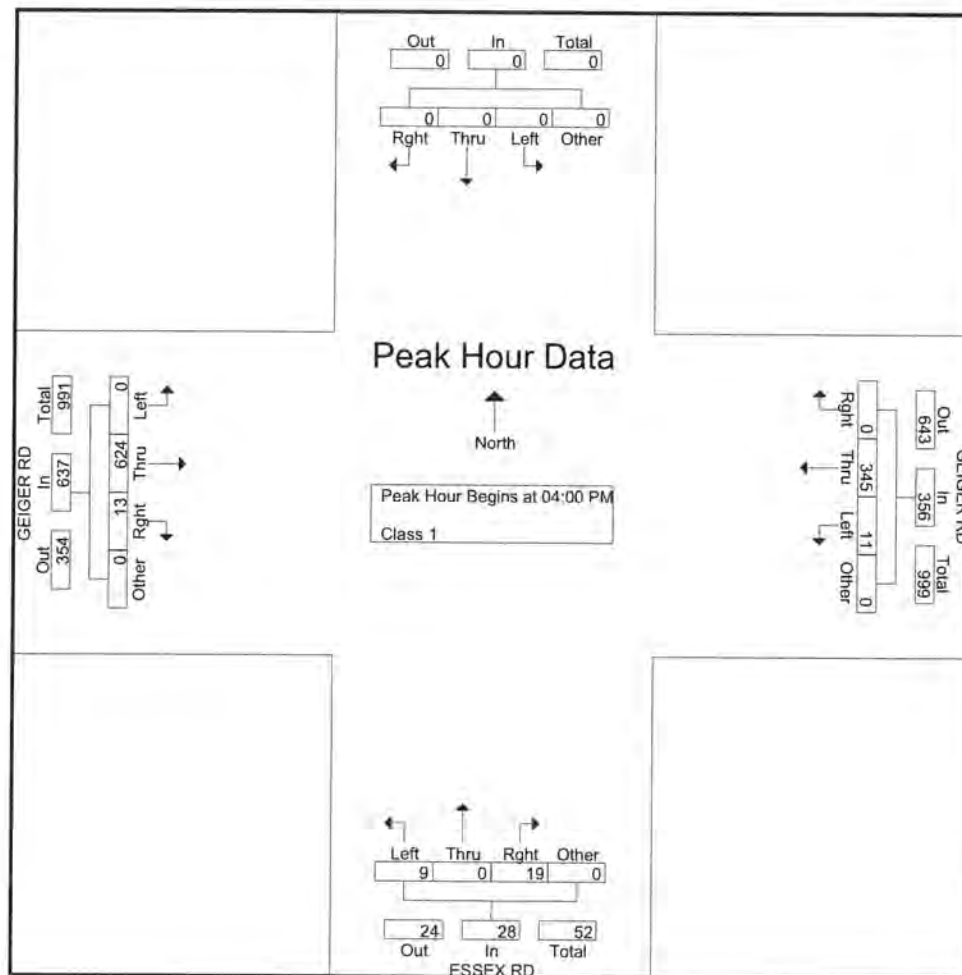 Out In Total
0 0 0
0 0 0 0
Rght Thru Left Other
Peak Hour Data
North
Peak Hour Begins at 04:00 PM
Class 1
GEIGER RD
Out In Total
354 637 991
0 624 13 0
Left Thru Rght Other
Rght Thru Left Other
0 345 11 0
Out In Total
643 356 999
GEIGER RD
Left Thru Rght Other
9 0 19 0
24 28 52
Out In Total
ESSEX RD